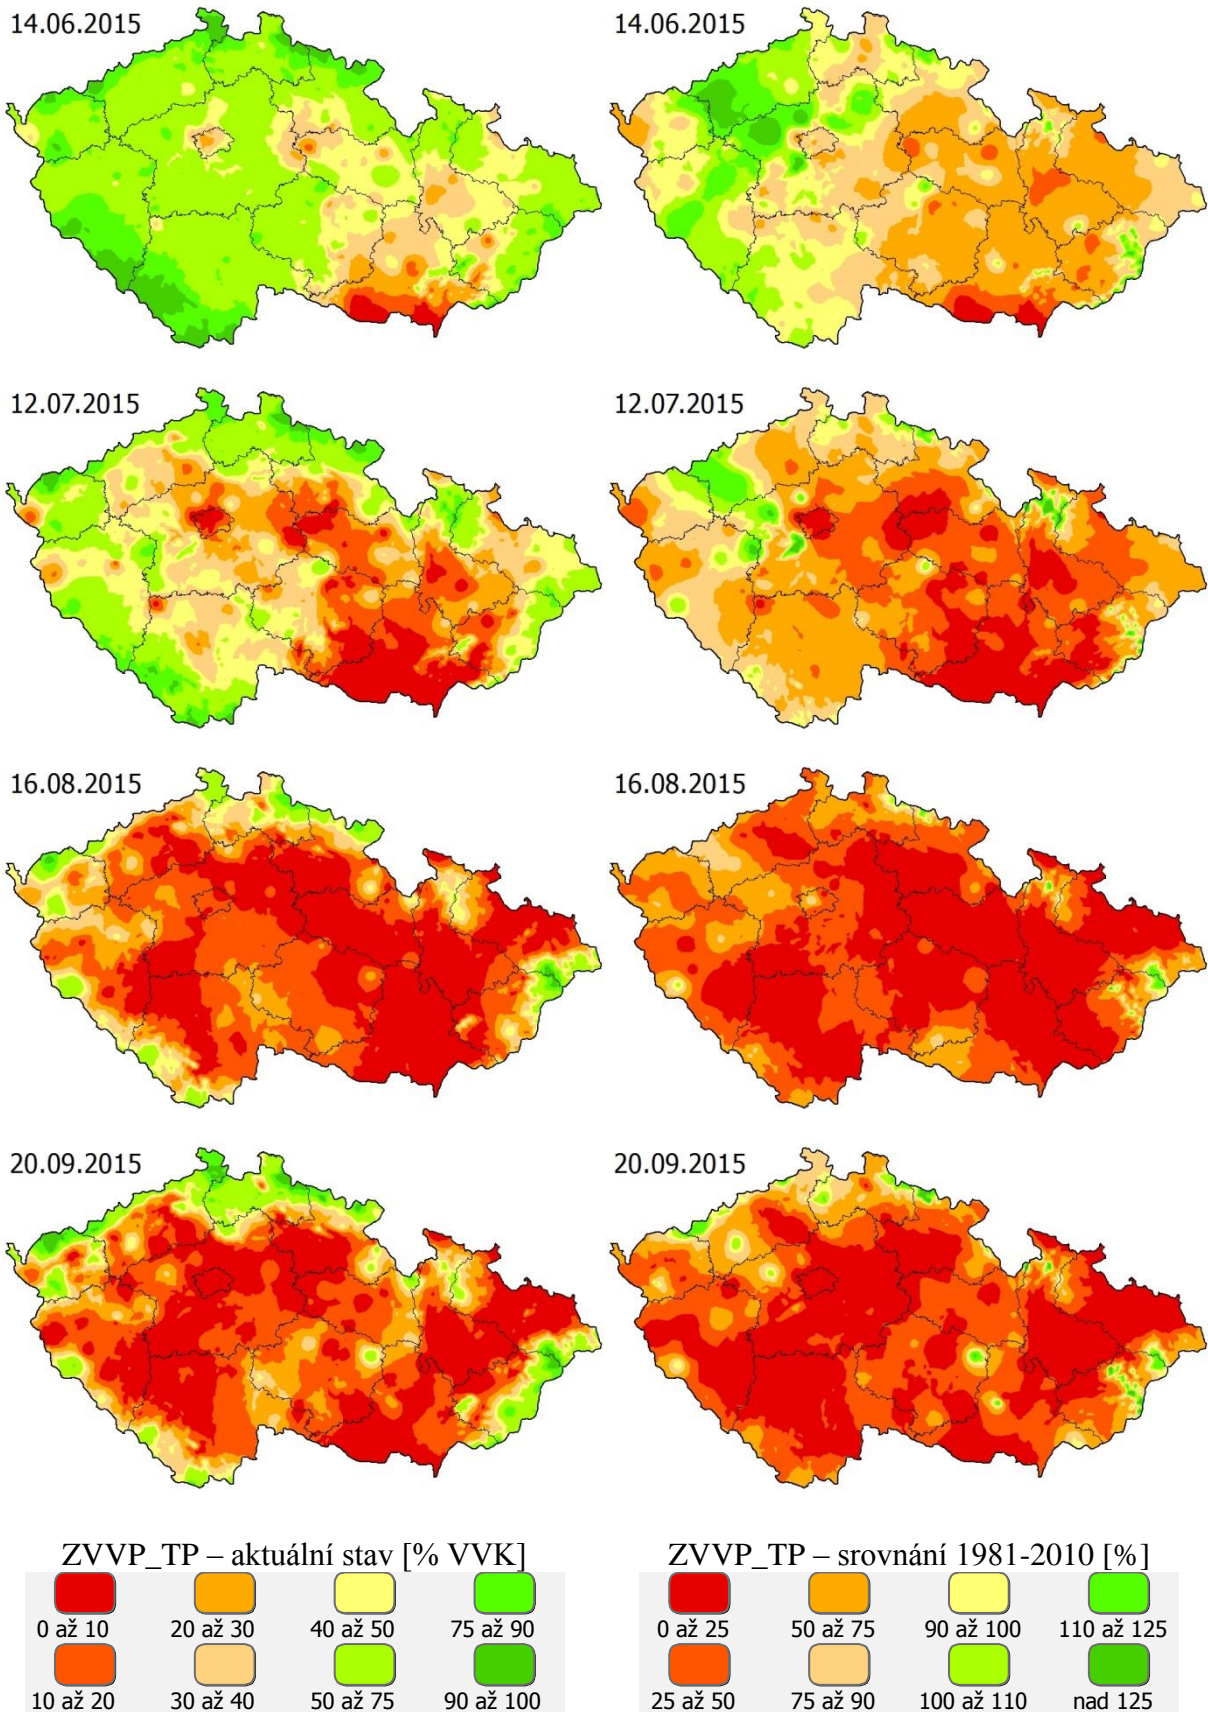 14.06.2015 14.06.2015
12.07.2015 12.07.2015
16.08.2015 16.08.2015
20.09.2015 20.09.2015
ZVVP_TP – aktuální stav [% VVK]
0 až 10 20 až 30 40 až 50 75 až 90
10 až 20 30 až 40 50 až 75 90 až 100
ZVVP_TP – srovnání 1981-2010 [%]
0 až 25 50 až 75 90 až 100 110 až 125
25 až 50 75 až 90 100 až 110 nad 125